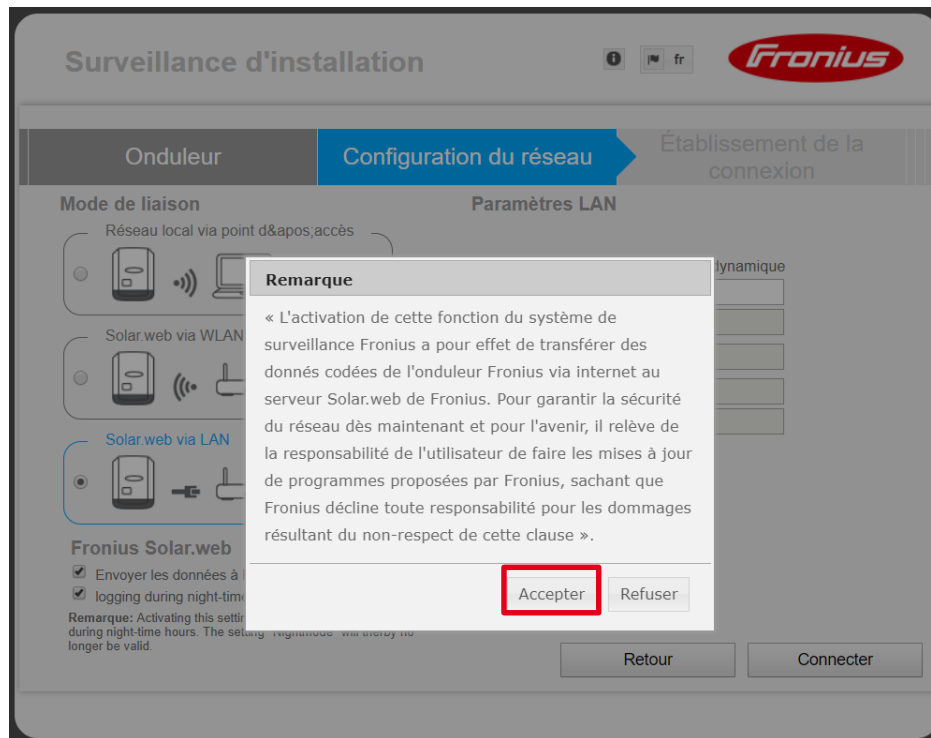 Surveillance d'installation
fr
Fronius
Onduleur
Configuration du réseau
Établissement de la
connexion
Mode de liaison
Paramètres LAN
Réseau local via point d&apos;accès
dynamique
Solar.web via WLAN
Solar.web via LAN
Remarque
« L'activation de cette fonction du système de
surveillance Fronius a pour effet de transférer des
donnés codées de l'onduleur Fronius via internet au
serveur Solar.web de Fronius. Pour garantir la sécurité
du réseau dès maintenant et pour l'avenir, il relève de
la responsabilité de l'utilisateur de faire les mises à jour
de programmes proposées par Fronius, sachant que
Fronius décline toute responsabilité pour les dommages
résultant du non-respect de cette clause ».
Accepter
Refuser
Fronius Solar.web
Envoyer les données à
logging during night-time
Remarque: Activating this
during night-time hours. The setting "Nightmode" will therby no
longer be valid.
Retour
Connecter